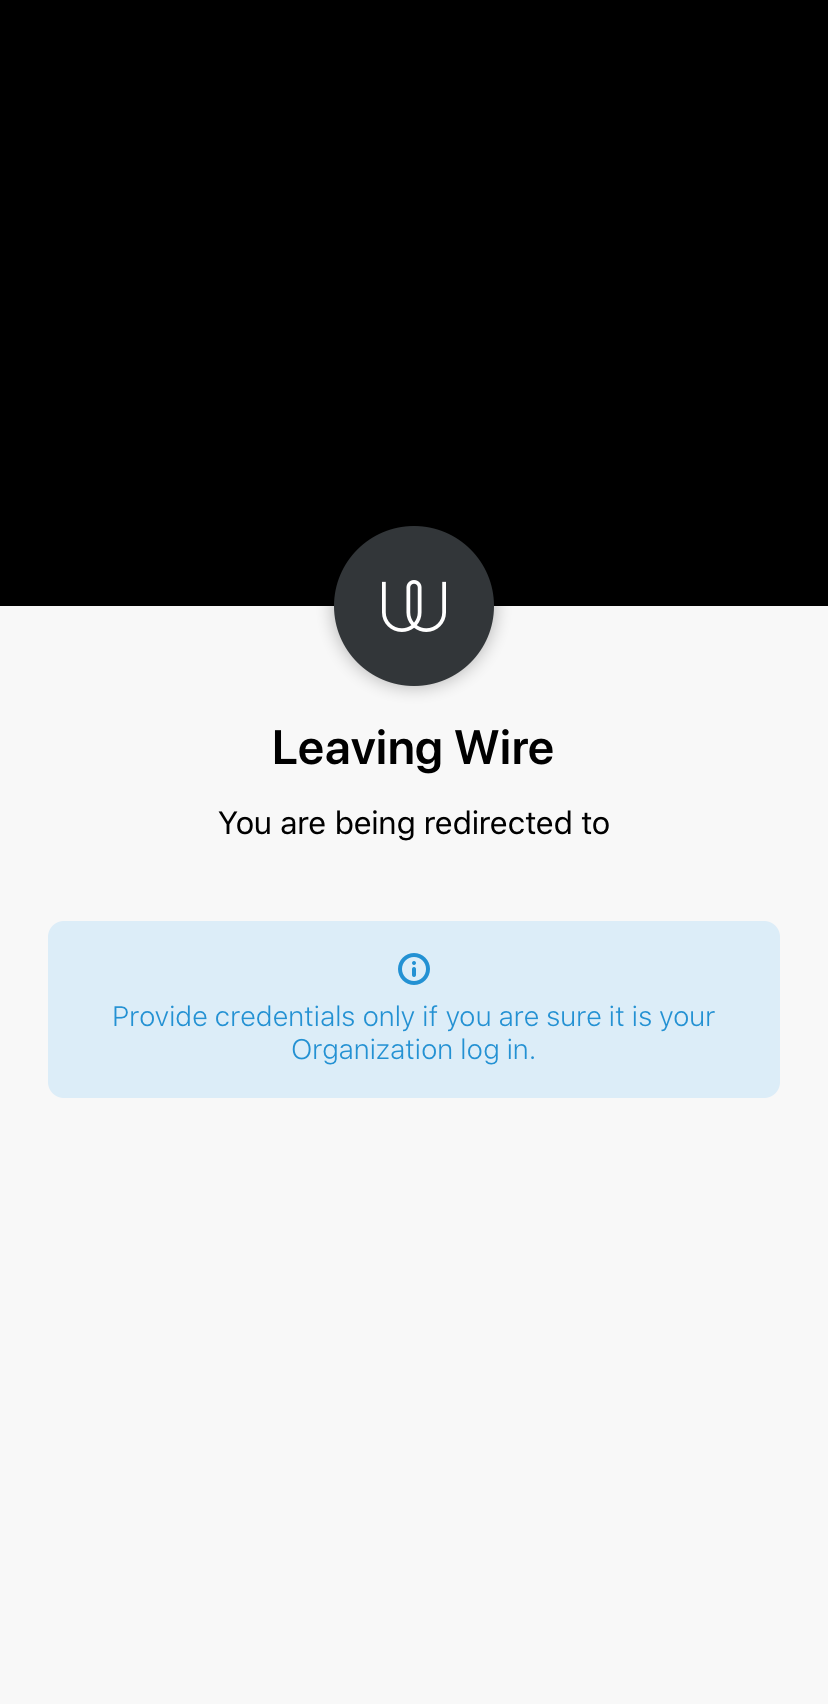 Leaving Wire
You are being redirected to
Provide credentials only if you are sure it is your
Organization log in.